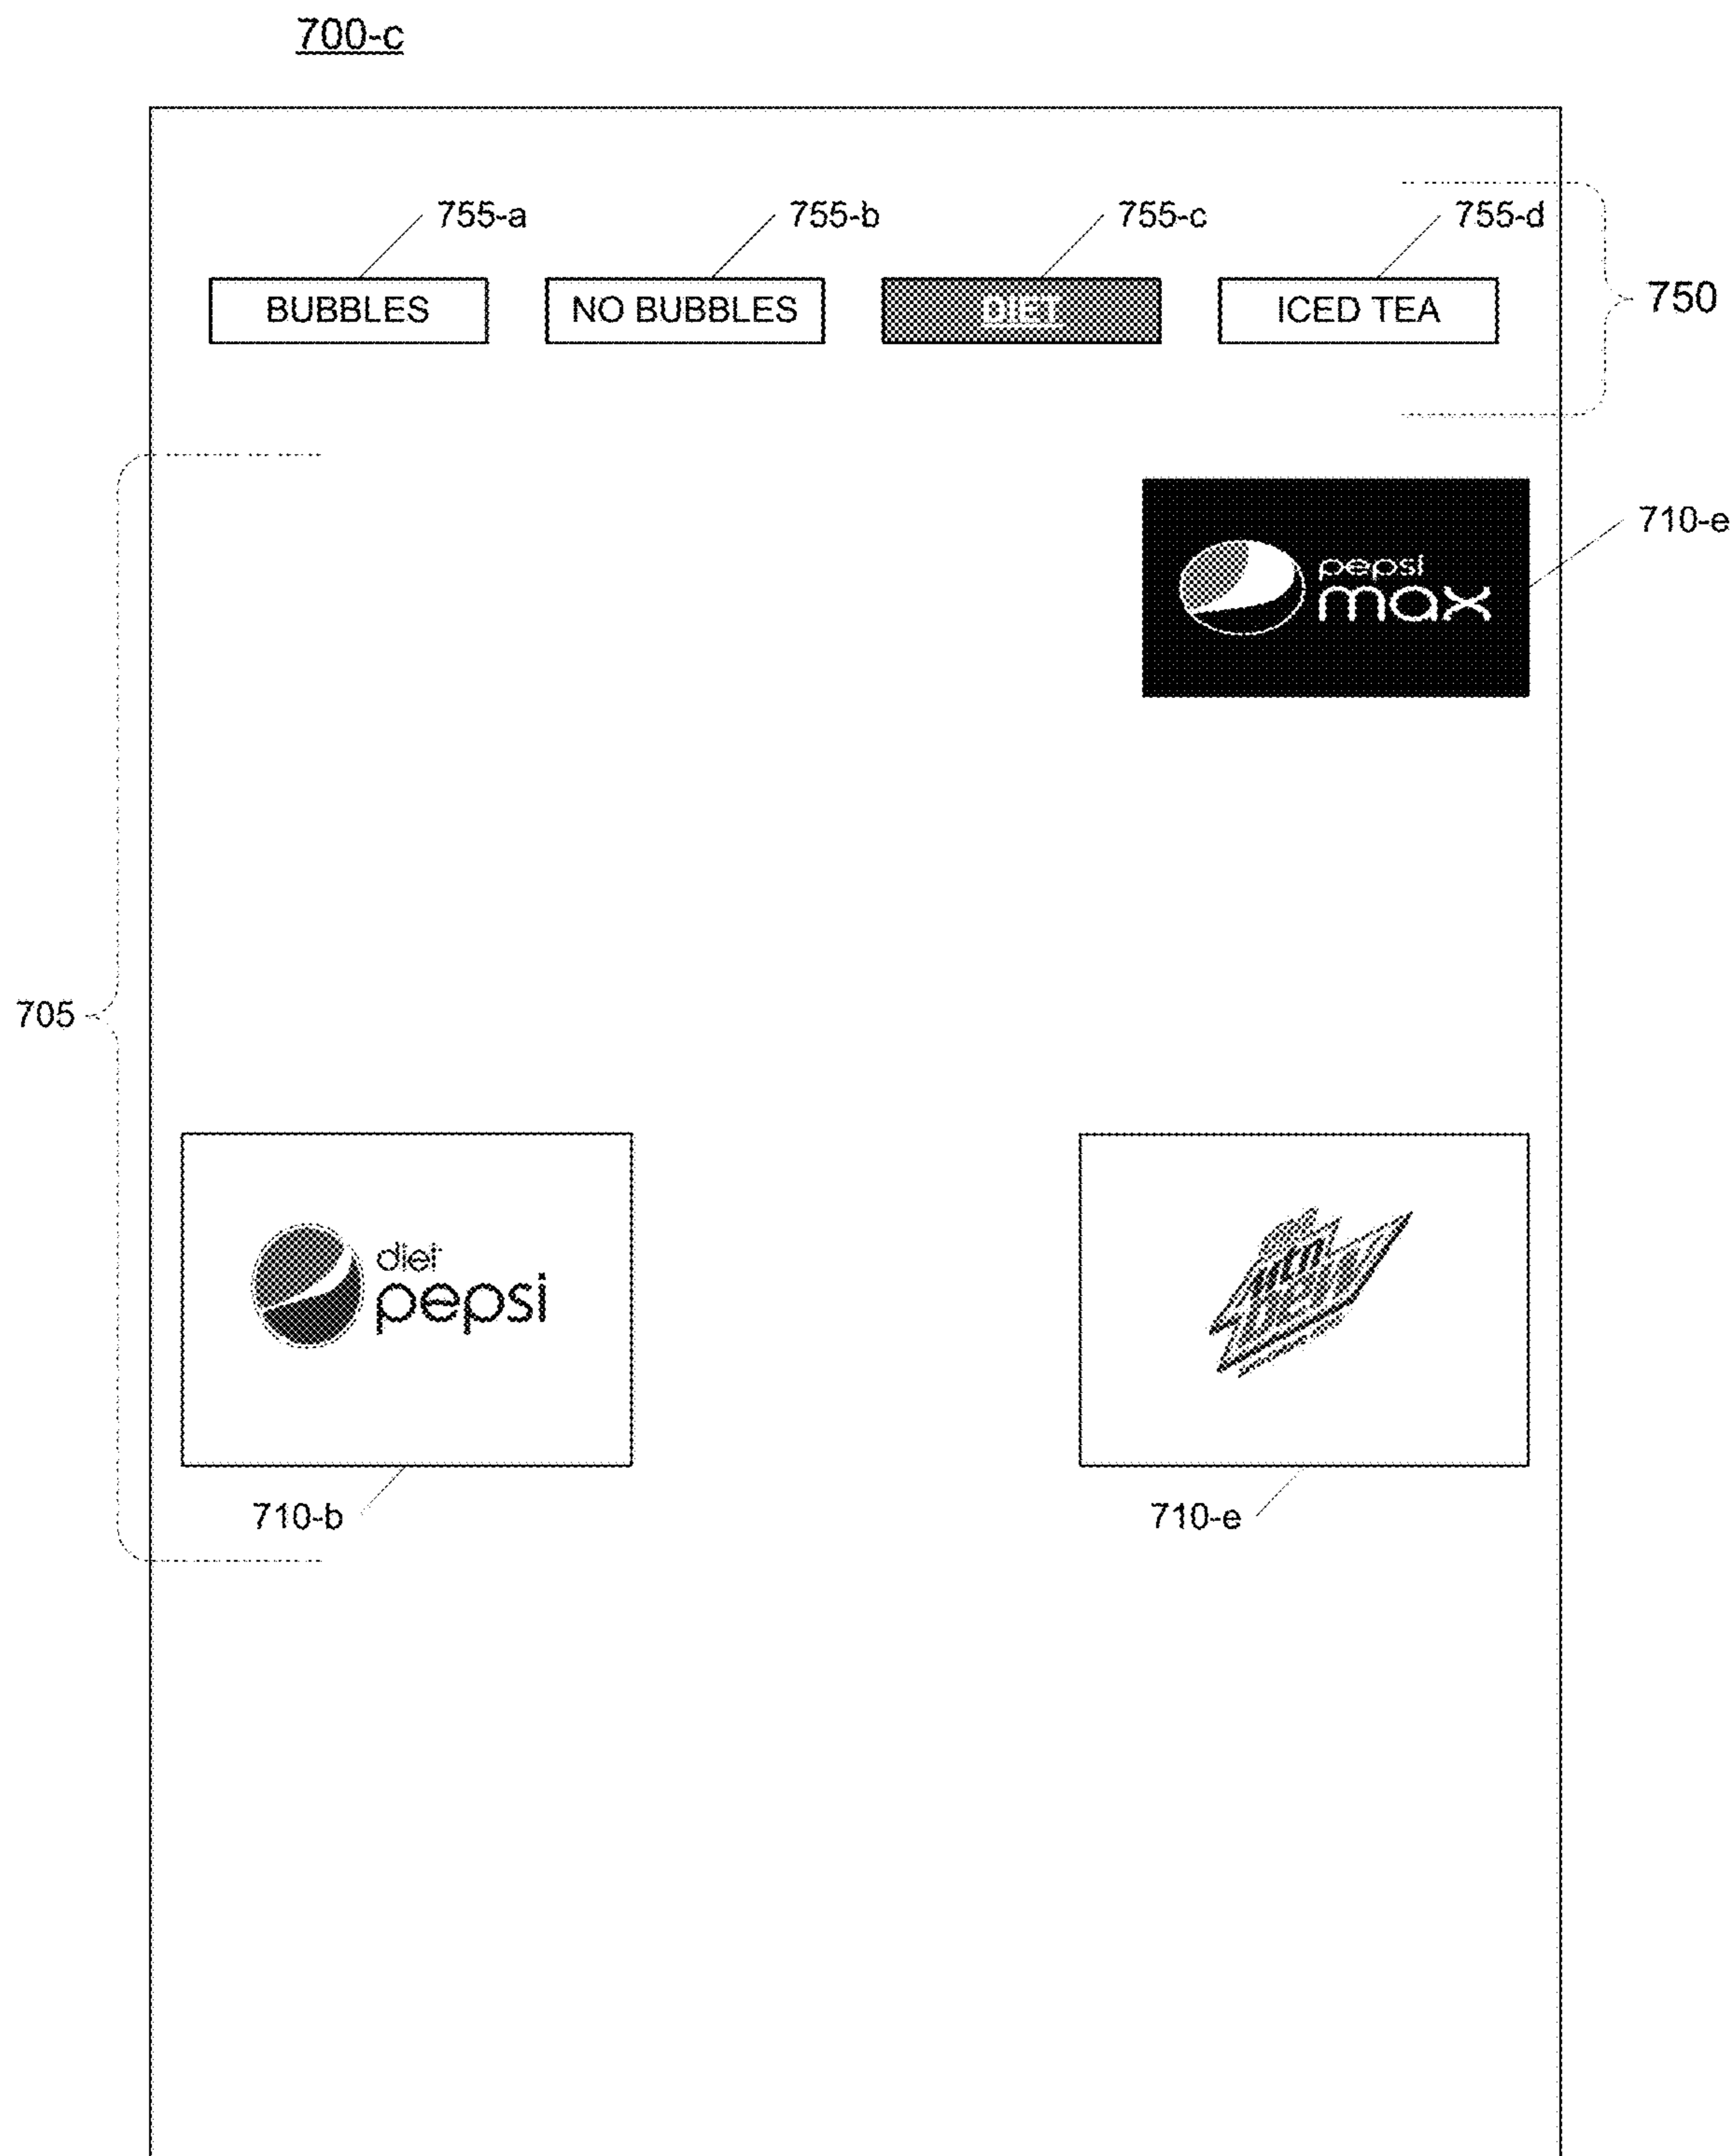 700-c
755-a 755-b 755-c 755-d
BUBBLES NO BUBBLES DIET ICED TEA
750
710-e
pepsi
max
705
diet
pepsi
mtn
710-b 710-e